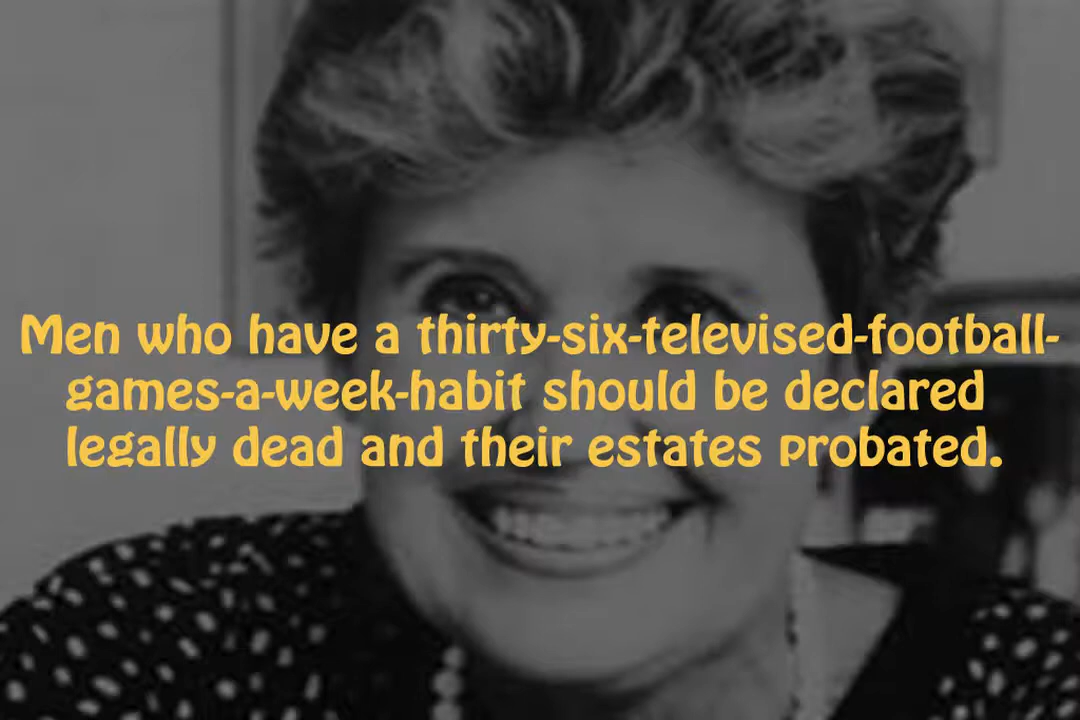 Men who have a thirty-six-televised-football-
games-a-week-habit should be declared
legally dead and their estates probated.